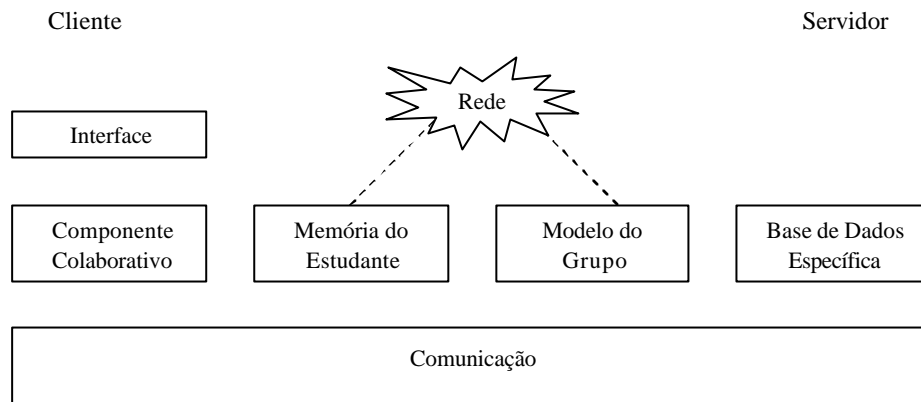 Cliente
Servidor
Rede
Interface
Componente
Colaborativo
Memória do
Estudante
Modelo do
Grupo
Base de Dados
Específica
Comunicação